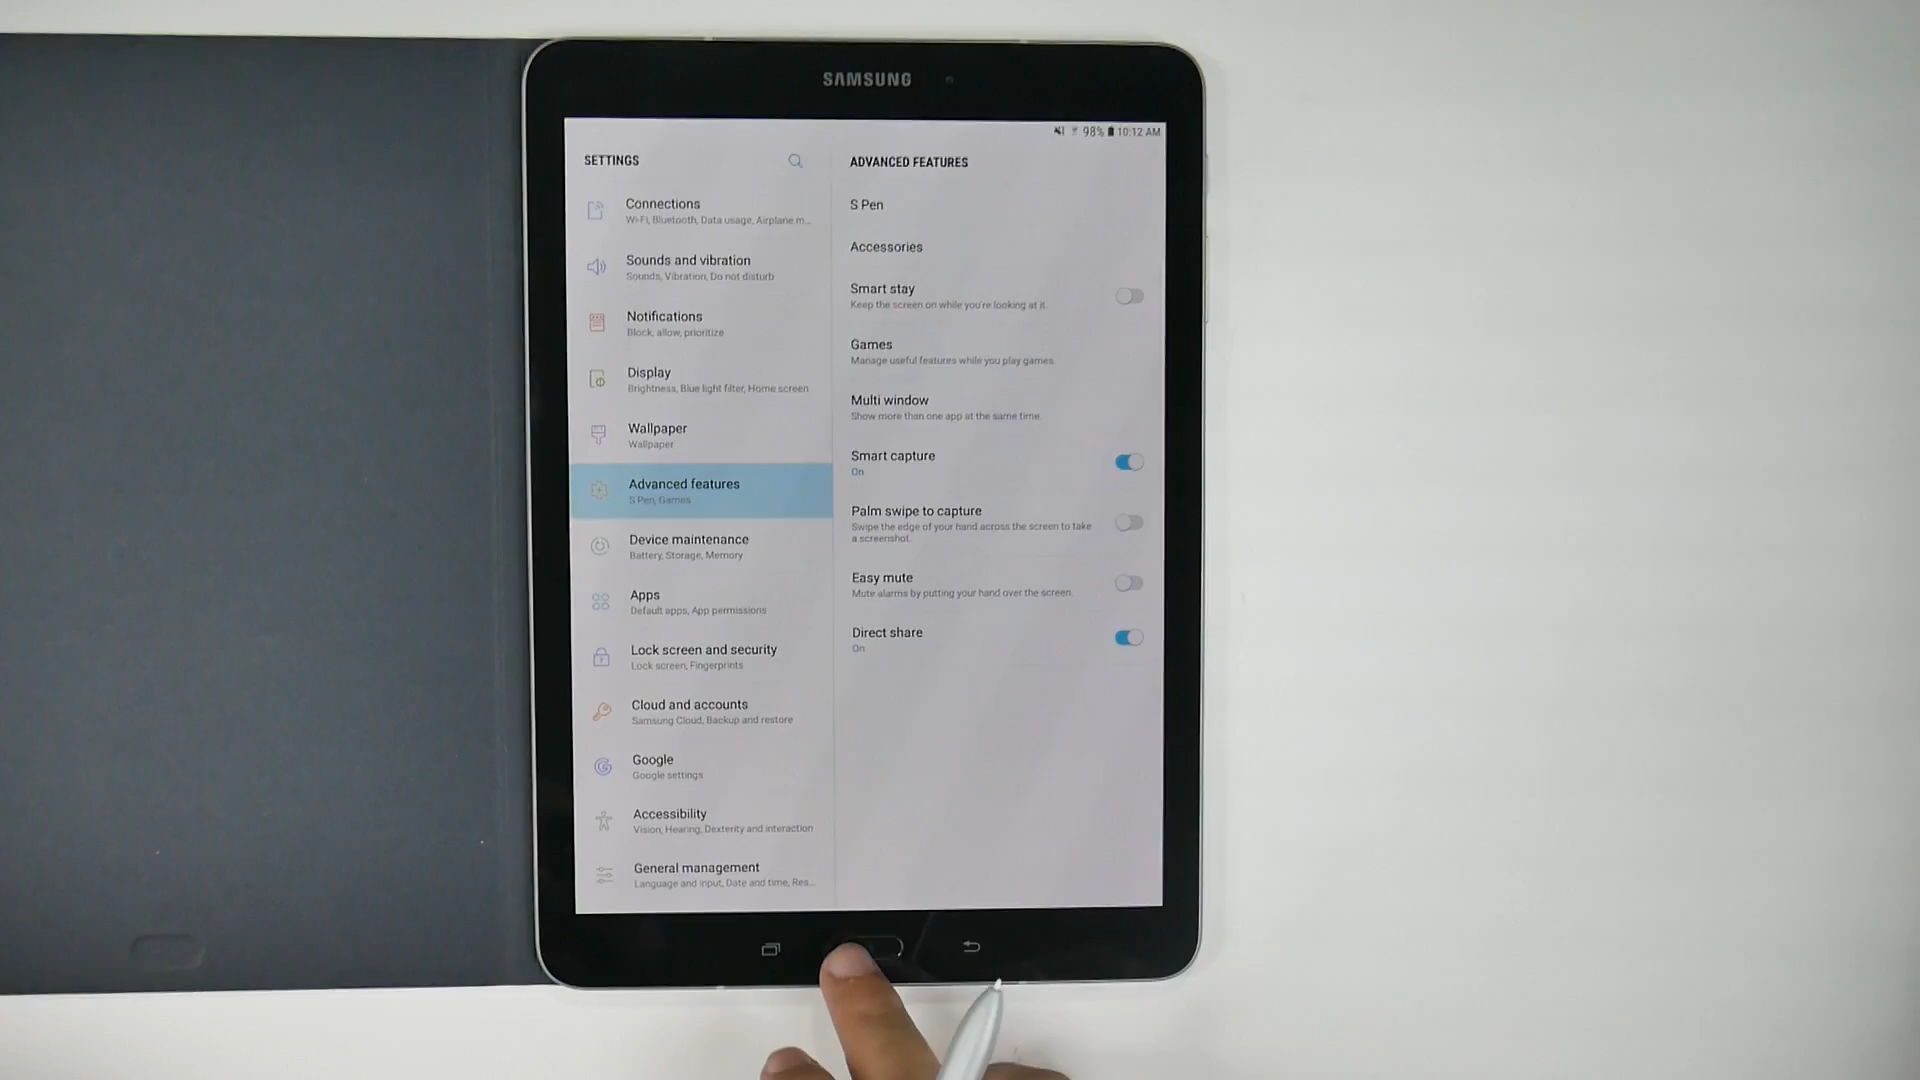 SAMSUNG
98% 10:12 AM
SETTINGS
Connections
Wi-Fi, Bluetooth, Data usage, Airplane m...
Sounds and vibration
Sounds, Vibration, Do not disturb
Notifications
Block, allow, prioritize
Display
Brightness, Blue light filter, Home screen
Wallpaper
Wallpaper
Advanced features
S Pen, Games
Device maintenance
Battery, Storage, Memory
Apps
Default apps, App permissions
Lock screen and security
Lock screen, Fingerprints
Cloud and accounts
Samsung Cloud, Backup and restore
Google
Google settings
Accessibility
Vision, Hearing, Dexterity and interaction
General management
Language and input, Date and time, Res...
ADVANCED FEATURES
S Pen
Accessories
Smart stay
Keep the screen on while you're looking at it.
Games
Manage useful features while you play games.
Multi window
Show more than one app at the same time.
Smart capture
On
Palm swipe to capture
Swipe the edge of your hand across the screen to take
a screenshot.
Easy mute
Mute alarms by putting your hand over the screen.
Direct share
On